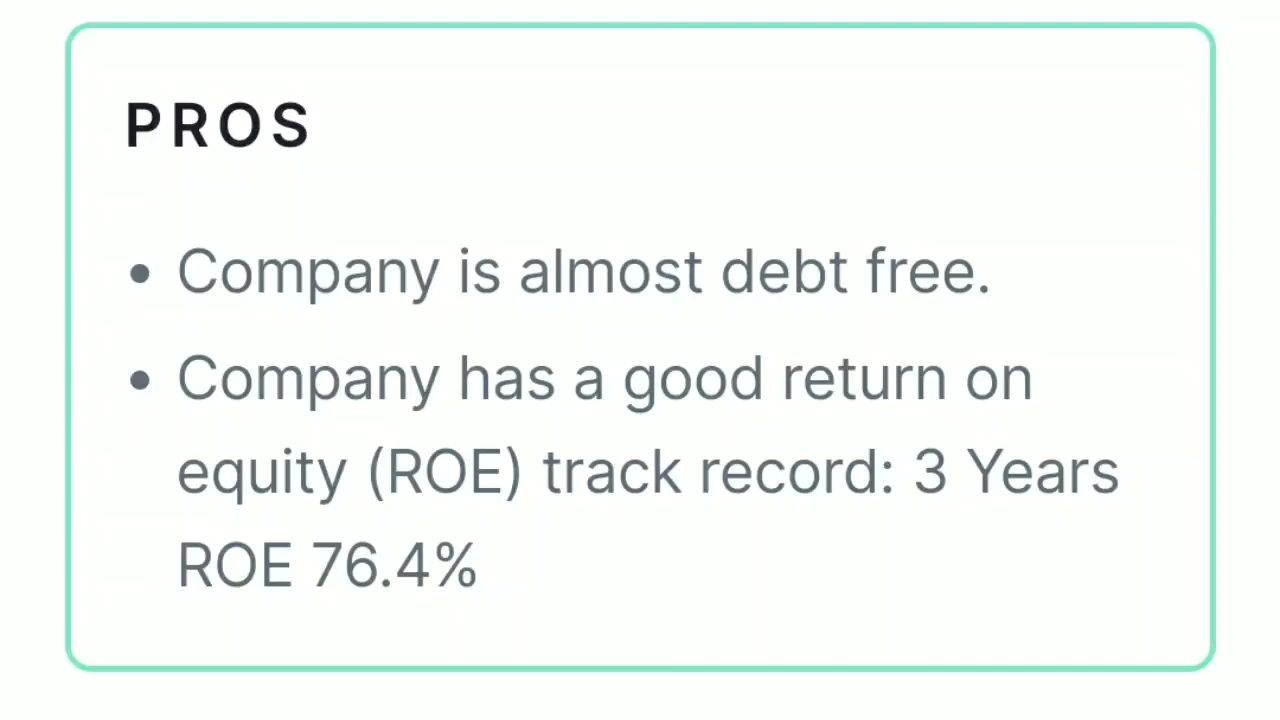 PROS
• Company is almost debt free.
• Company has a good return on
equity (ROE) track record: 3 Years
ROE 76.4%